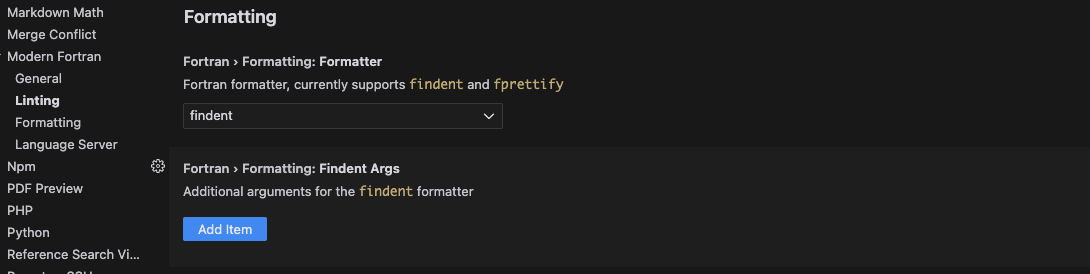 Markdown Math
Merge Conflict
Modern Fortran
General
Linting
Formatting
Language Server
Npm
PDF Preview
PHP
Python
Reference Search Vi...
Formatting
Fortran › Formatting: Formatter
Fortran formatter, currently supports findent and fprettify
findent
Fortran › Formatting: Findent Args
Additional arguments for the findent formatter
Add Item